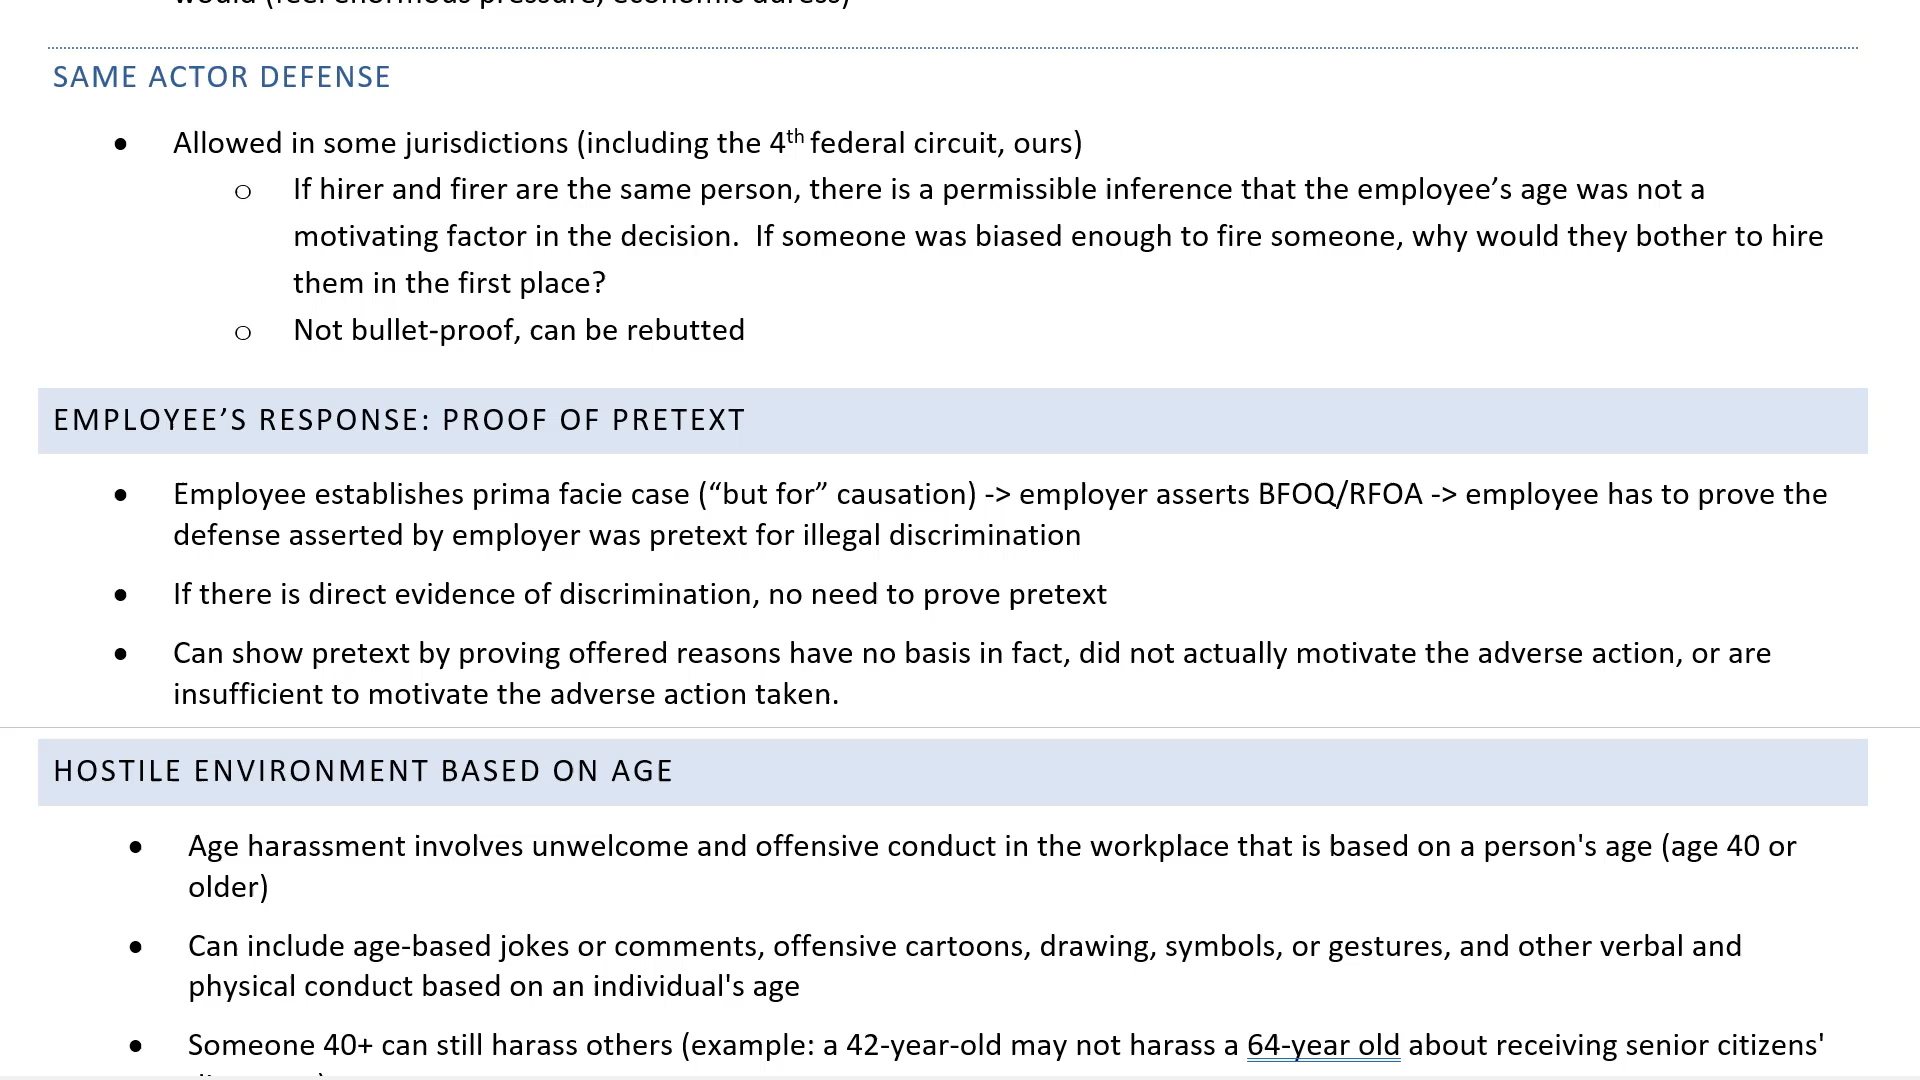 would (feel enormous pressure, economic duress)
SAME ACTOR DEFENSE
• Allowed in some jurisdictions (including the 4th federal circuit, ours)
o If hirer and firer are the same person, there is a permissible inference that the employee’s age was not a
motivating factor in the decision.  If someone was biased enough to fire someone, why would they bother to hire
them in the first place?
o Not bullet-proof, can be rebutted
EMPLOYEE’S RESPONSE: PROOF OF PRETEXT
• Employee establishes prima facie case (“but for” causation) -> employer asserts BFOQ/RFOA -> employee has to prove the
defense asserted by employer was pretext for illegal discrimination
• If there is direct evidence of discrimination, no need to prove pretext
• Can show pretext by proving offered reasons have no basis in fact, did not actually motivate the adverse action, or are
insufficient to motivate the adverse action taken.
HOSTILE ENVIRONMENT BASED ON AGE
• Age harassment involves unwelcome and offensive conduct in the workplace that is based on a person's age (age 40 or
older)
• Can include age-based jokes or comments, offensive cartoons, drawing, symbols, or gestures, and other verbal and
physical conduct based on an individual's age
• Someone 40+ can still harass others (example: a 42-year-old may not harass a 64-year old about receiving senior citizens'